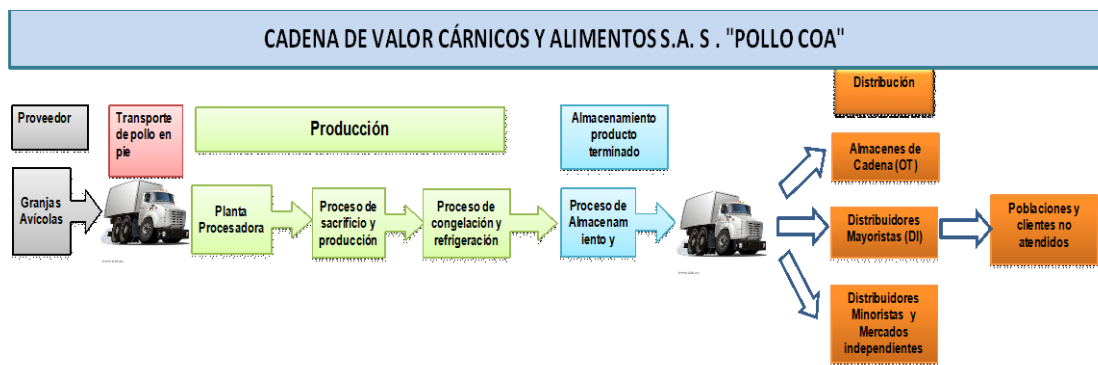 CADENA DE VALOR CÁRNICOS Y ALIMENTOS S.A. S . "POLLO COA"
Distribución
Proveedor
Transporte
de pollo en
pie
Producción
Almacenamiento
producto
terminado
Almacenes de
Cadena (OT)
Granjas
Avícolas
Planta
Procesadora
Proceso de
sacrificio y
producción
Proceso de
congelación y
refrigeración
Proceso de
Almacenam
iento y
Distribuidores
Mayoristas (DI)
Poblaciones y
clientes no
atendidos
Distribuidores
Minoristas y
Mercados
independientes